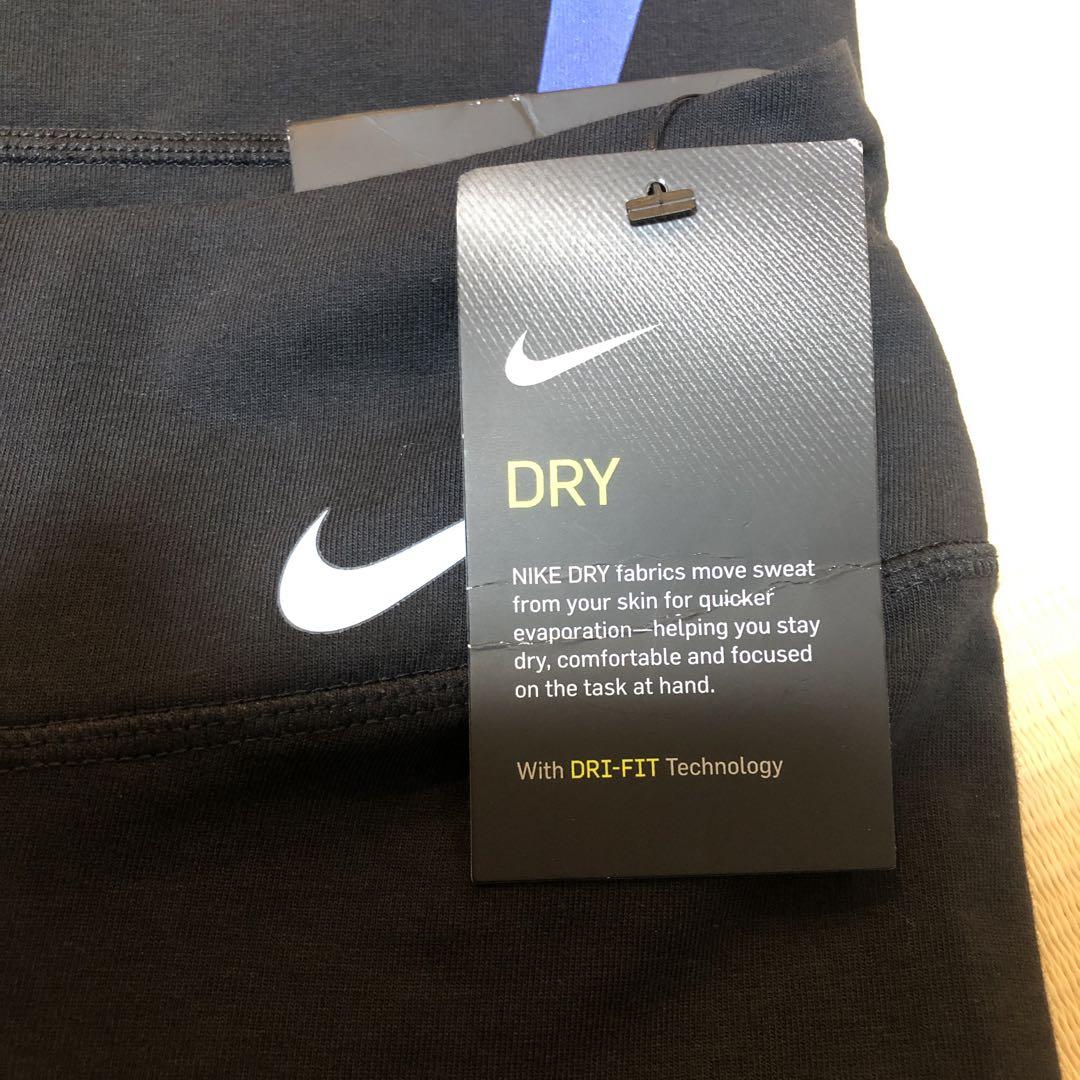 DRY
NIKE DRY fabrics move sweat
from your skin for quicker
evaporation—helping you stay
dry, comfortable and focused
on the task at hand.
With DRI-FIT Technology